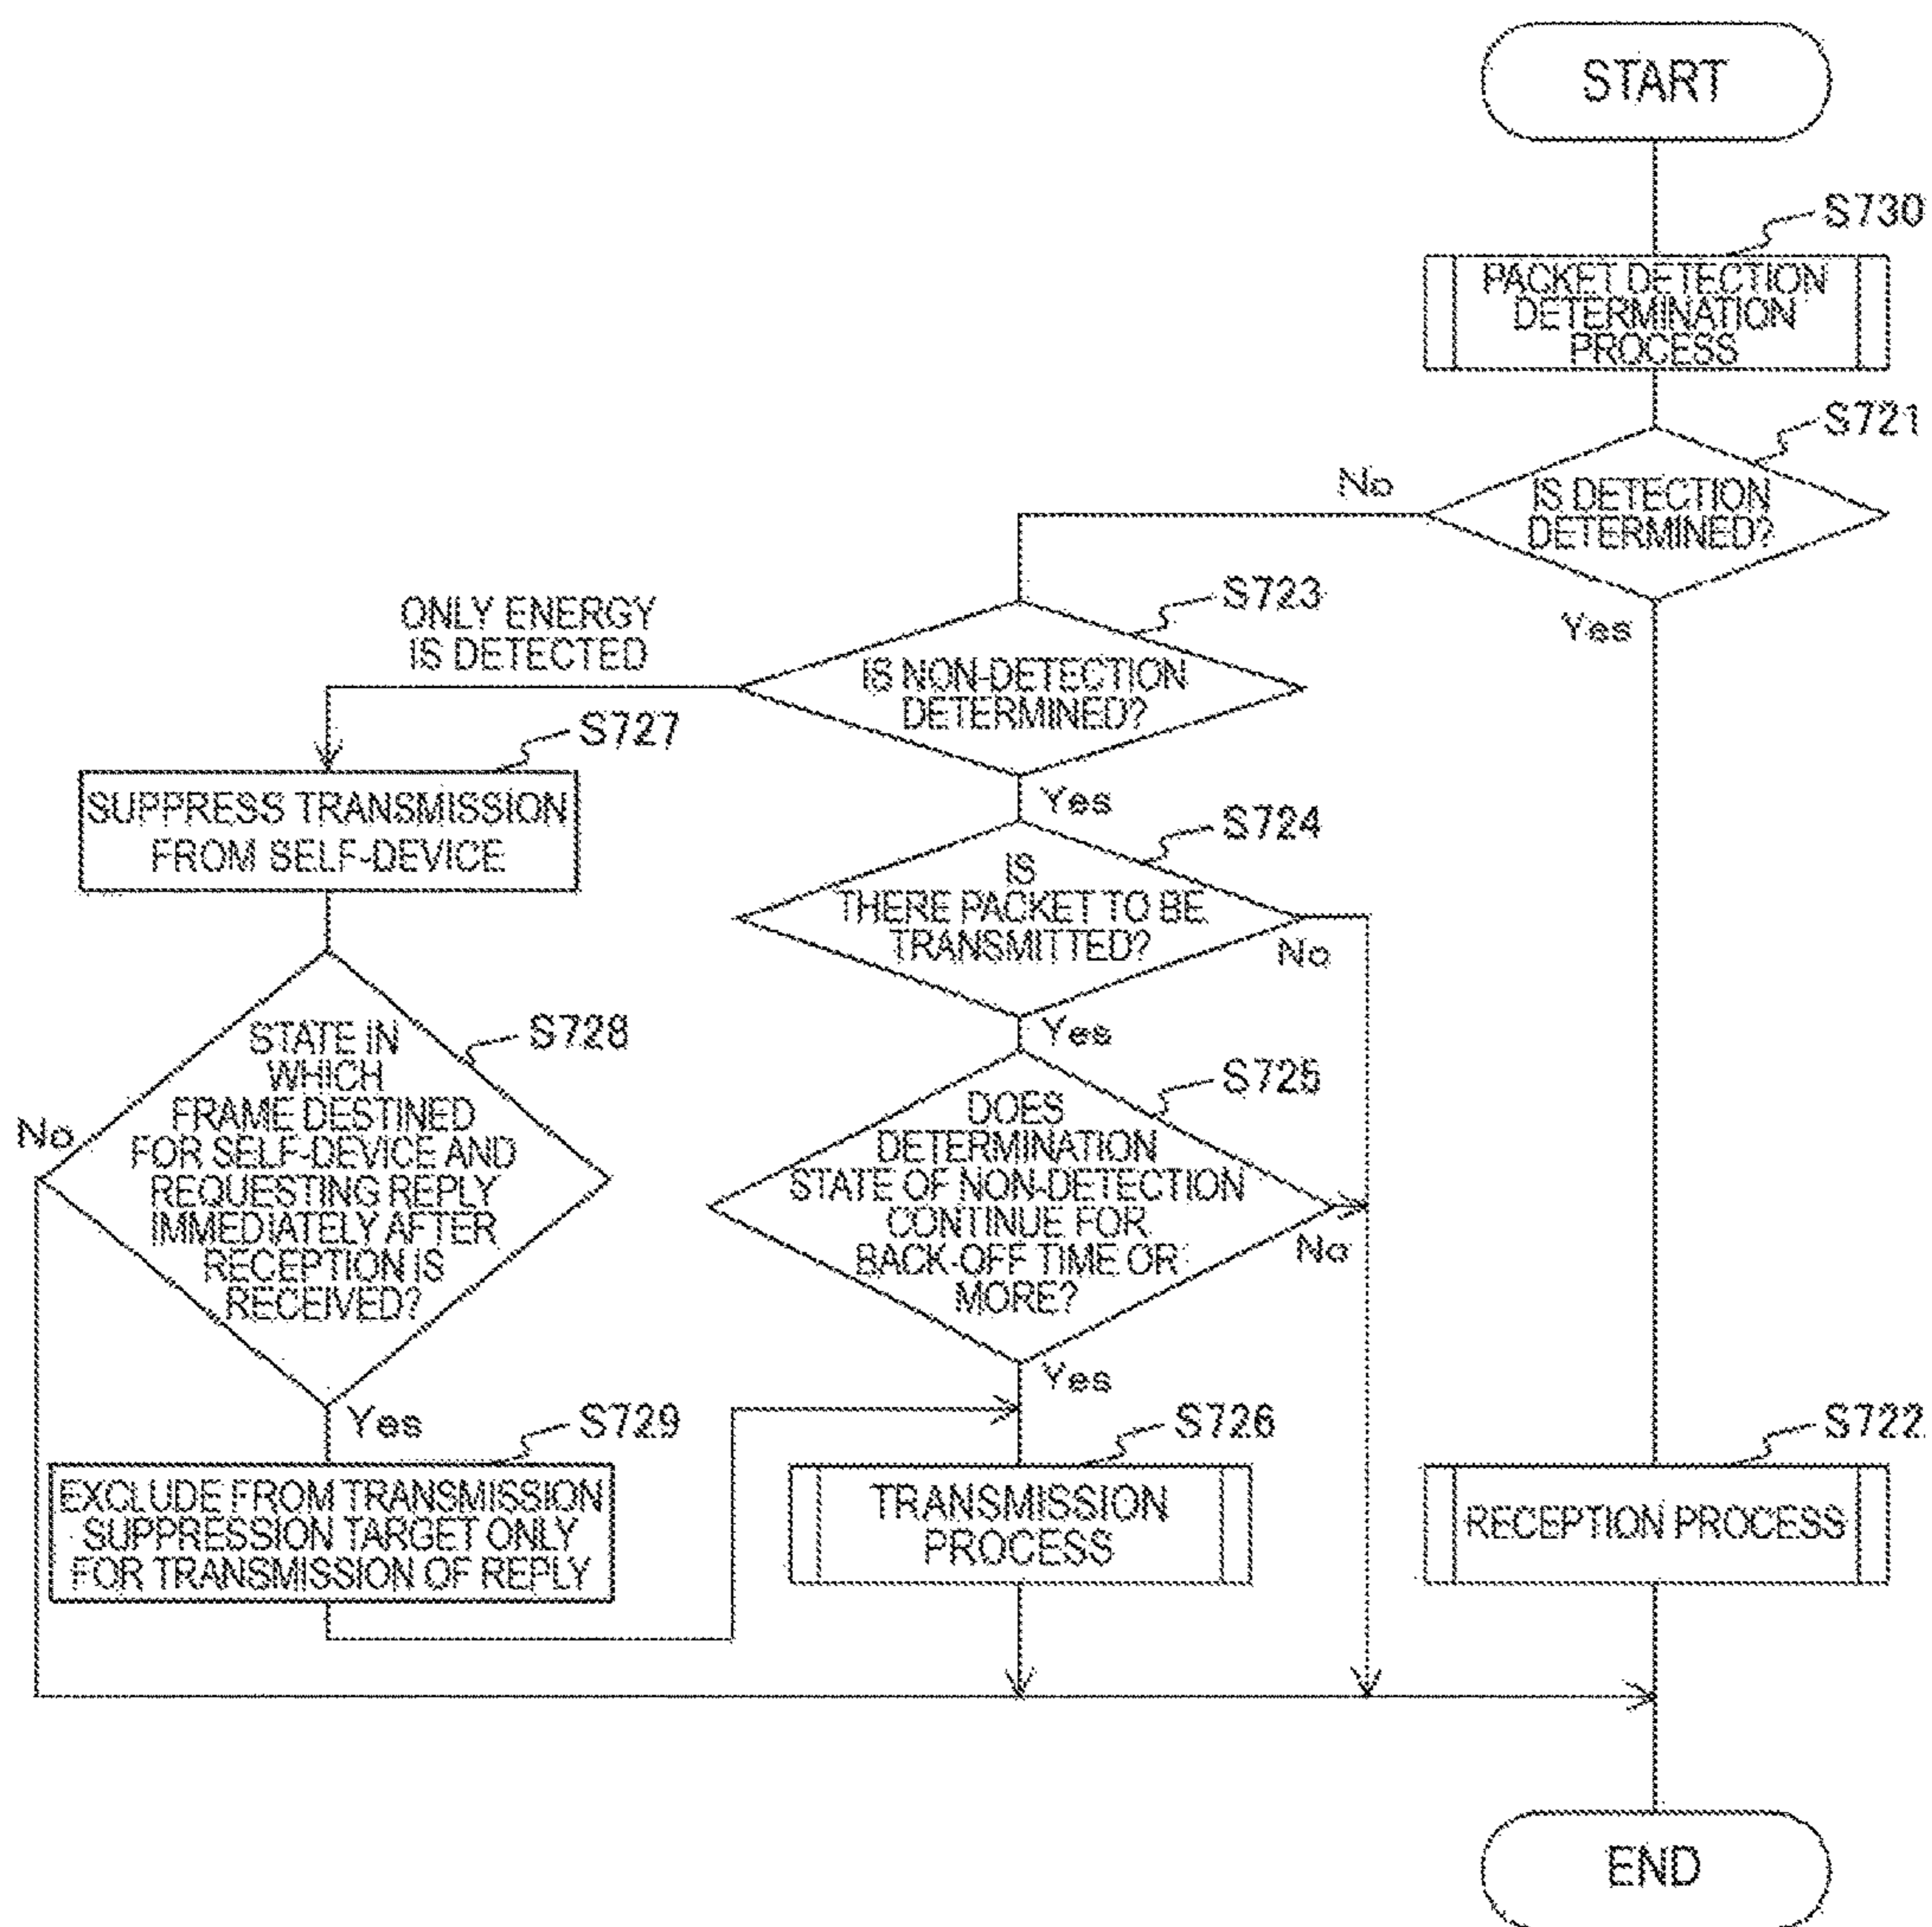 START
S730
PACKET DETECTION
DETERMINATION
PROCESS
S721
IS DETECTION
DETERMINED?
No
Yes
S723
IS NON-DETECTION
DETERMINED?
ONLY ENERGY
IS DETECTED
Yes
S727
SUPPRESS TRANSMISSION
FROM SELF-DEVICE
S724
IS
THERE PACKET TO BE
TRANSMITTED?
No
Yes
S728
STATE IN
WHICH
FRAME DESTINED
FOR SELF-DEVICE AND
REQUESTING REPLY
IMMEDIATELY AFTER
RECEPTION IS
RECEIVED?
No
Yes
S725
DOES
DETERMINATION
STATE OF NON-DETECTION
CONTINUE FOR
BACK-OFF TIME OR
MORE?
No
Yes
S729
EXCLUDE FROM TRANSMISSION
SUPPRESSION TARGET ONLY
FOR TRANSMISSION OF REPLY
S726
TRANSMISSION
PROCESS
S722
RECEPTION PROCESS
END